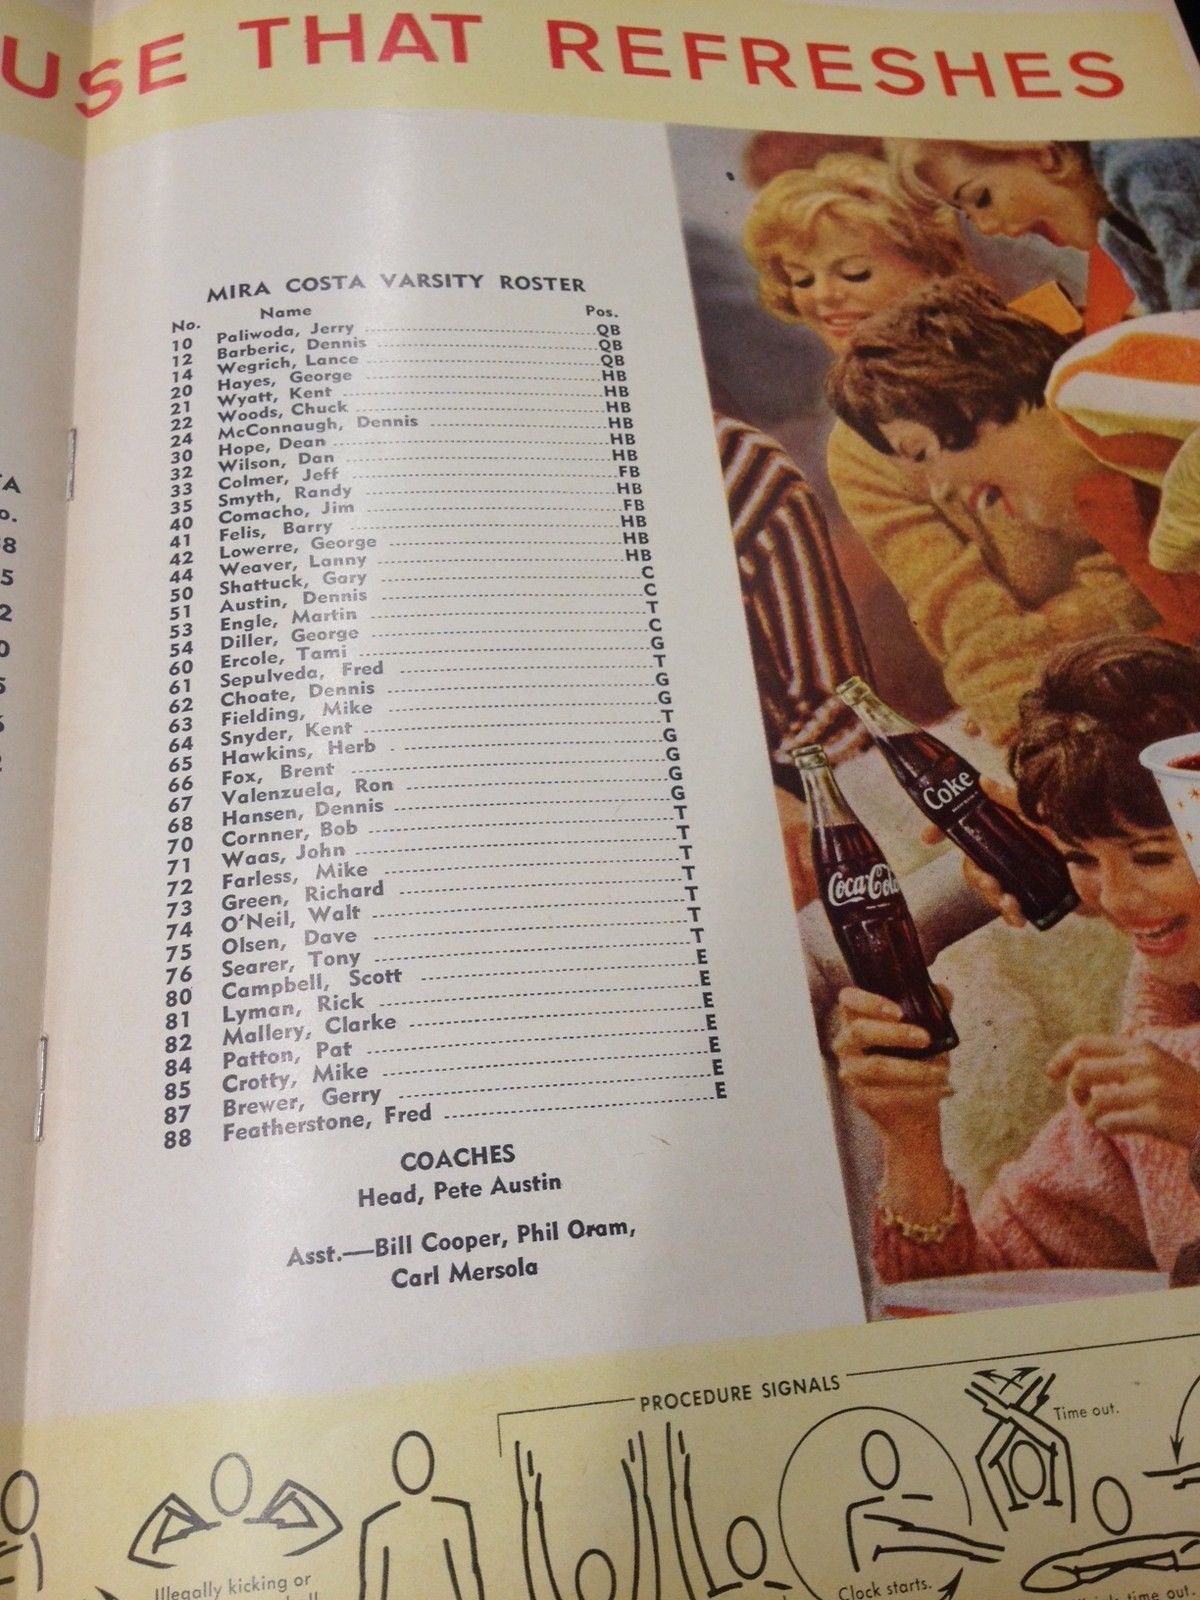 USE THAT REFRESHES
MIRA COSTA VARSITY ROSTER
No. Name Pos.
10 Paliwoda, Jerry QB
12 Barberic, Dennis QB
14 Wegrich, Lance QB
20 Hayes, George HB
21 Wyatt, Kent HB
22 Woods, Chuck HB
24 McConnaugh, Dennis HB
30 Hope, Dean HB
32 Wilson, Dan HB
33 Colmer, Jeff FB
35 Smyth, Randy HB
40 Comacho, Jim FB
41 Felis, Barry HB
42 Lowerre, George HB
44 Weaver, Lanny HB
50 Shattuck, Gary C
51 Austin, Dennis C
53 Engle, Martin T
54 Diller, George C
60 Ercole, Tami G
61 Sepulveda, Fred T
62 Choate, Dennis G
63 Fielding, Mike G
64 Snyder, Kent T
65 Hawkins, Herb G
66 Fox, Brent G
67 Valenzuela, Ron G
68 Hansen, Dennis G
70 Cornner, Bob T
71 Waas, John T
72 Farless, Mike T
73 Green, Richard T
74 O'Neil, Walt T
75 Olsen, Dave T
76 Searer, Tony T
80 Campbell, Scott E
81 Lyman, Rick E
82 Mallery, Clarke E
84 Patton, Pat E
85 Crotty, Mike E
87 Brewer, Gerry E
88 Featherstone, Fred E
COACHES
Head, Pete Austin
Asst.—Bill Cooper, Phil Oram,
Carl Mersola
Coke
Coca-Cola
PROCEDURE SIGNALS
Time out.
Illegally kicking or
Clock starts.
time out.